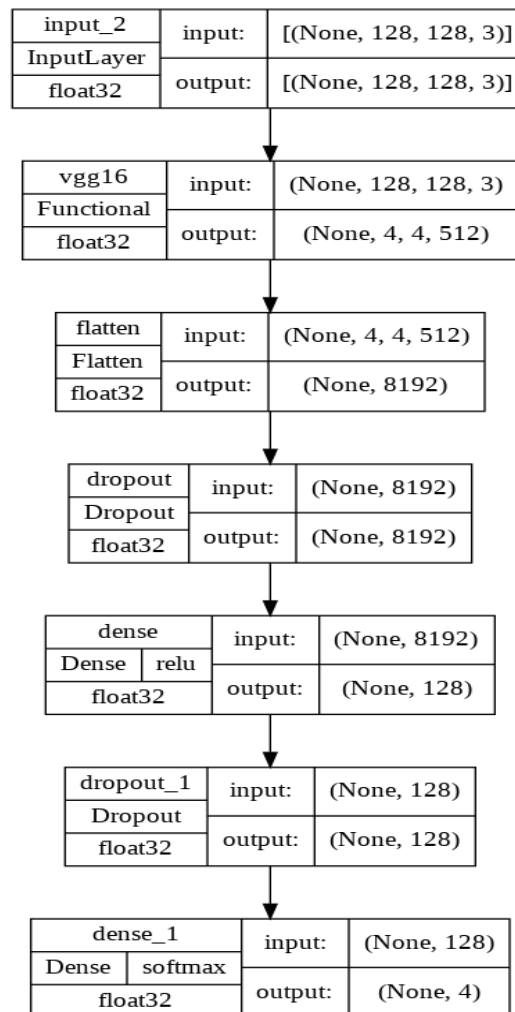 input_2
InputLayer
float32
input:
[(None, 128, 128, 3)]
output:
[(None, 128, 128, 3)]
vgg16
Functional
float32
input:
(None, 128, 128, 3)
output:
(None, 4, 4, 512)
flatten
Flatten
float32
input:
(None, 4, 4, 512)
output:
(None, 8192)
dropout
Dropout
float32
input:
(None, 8192)
output:
(None, 8192)
dense
Dense relu
float32
input:
(None, 8192)
output:
(None, 128)
dropout_1
Dropout
float32
input:
(None, 128)
output:
(None, 128)
dense_1
Dense softmax
float32
input:
(None, 128)
output:
(None, 4)